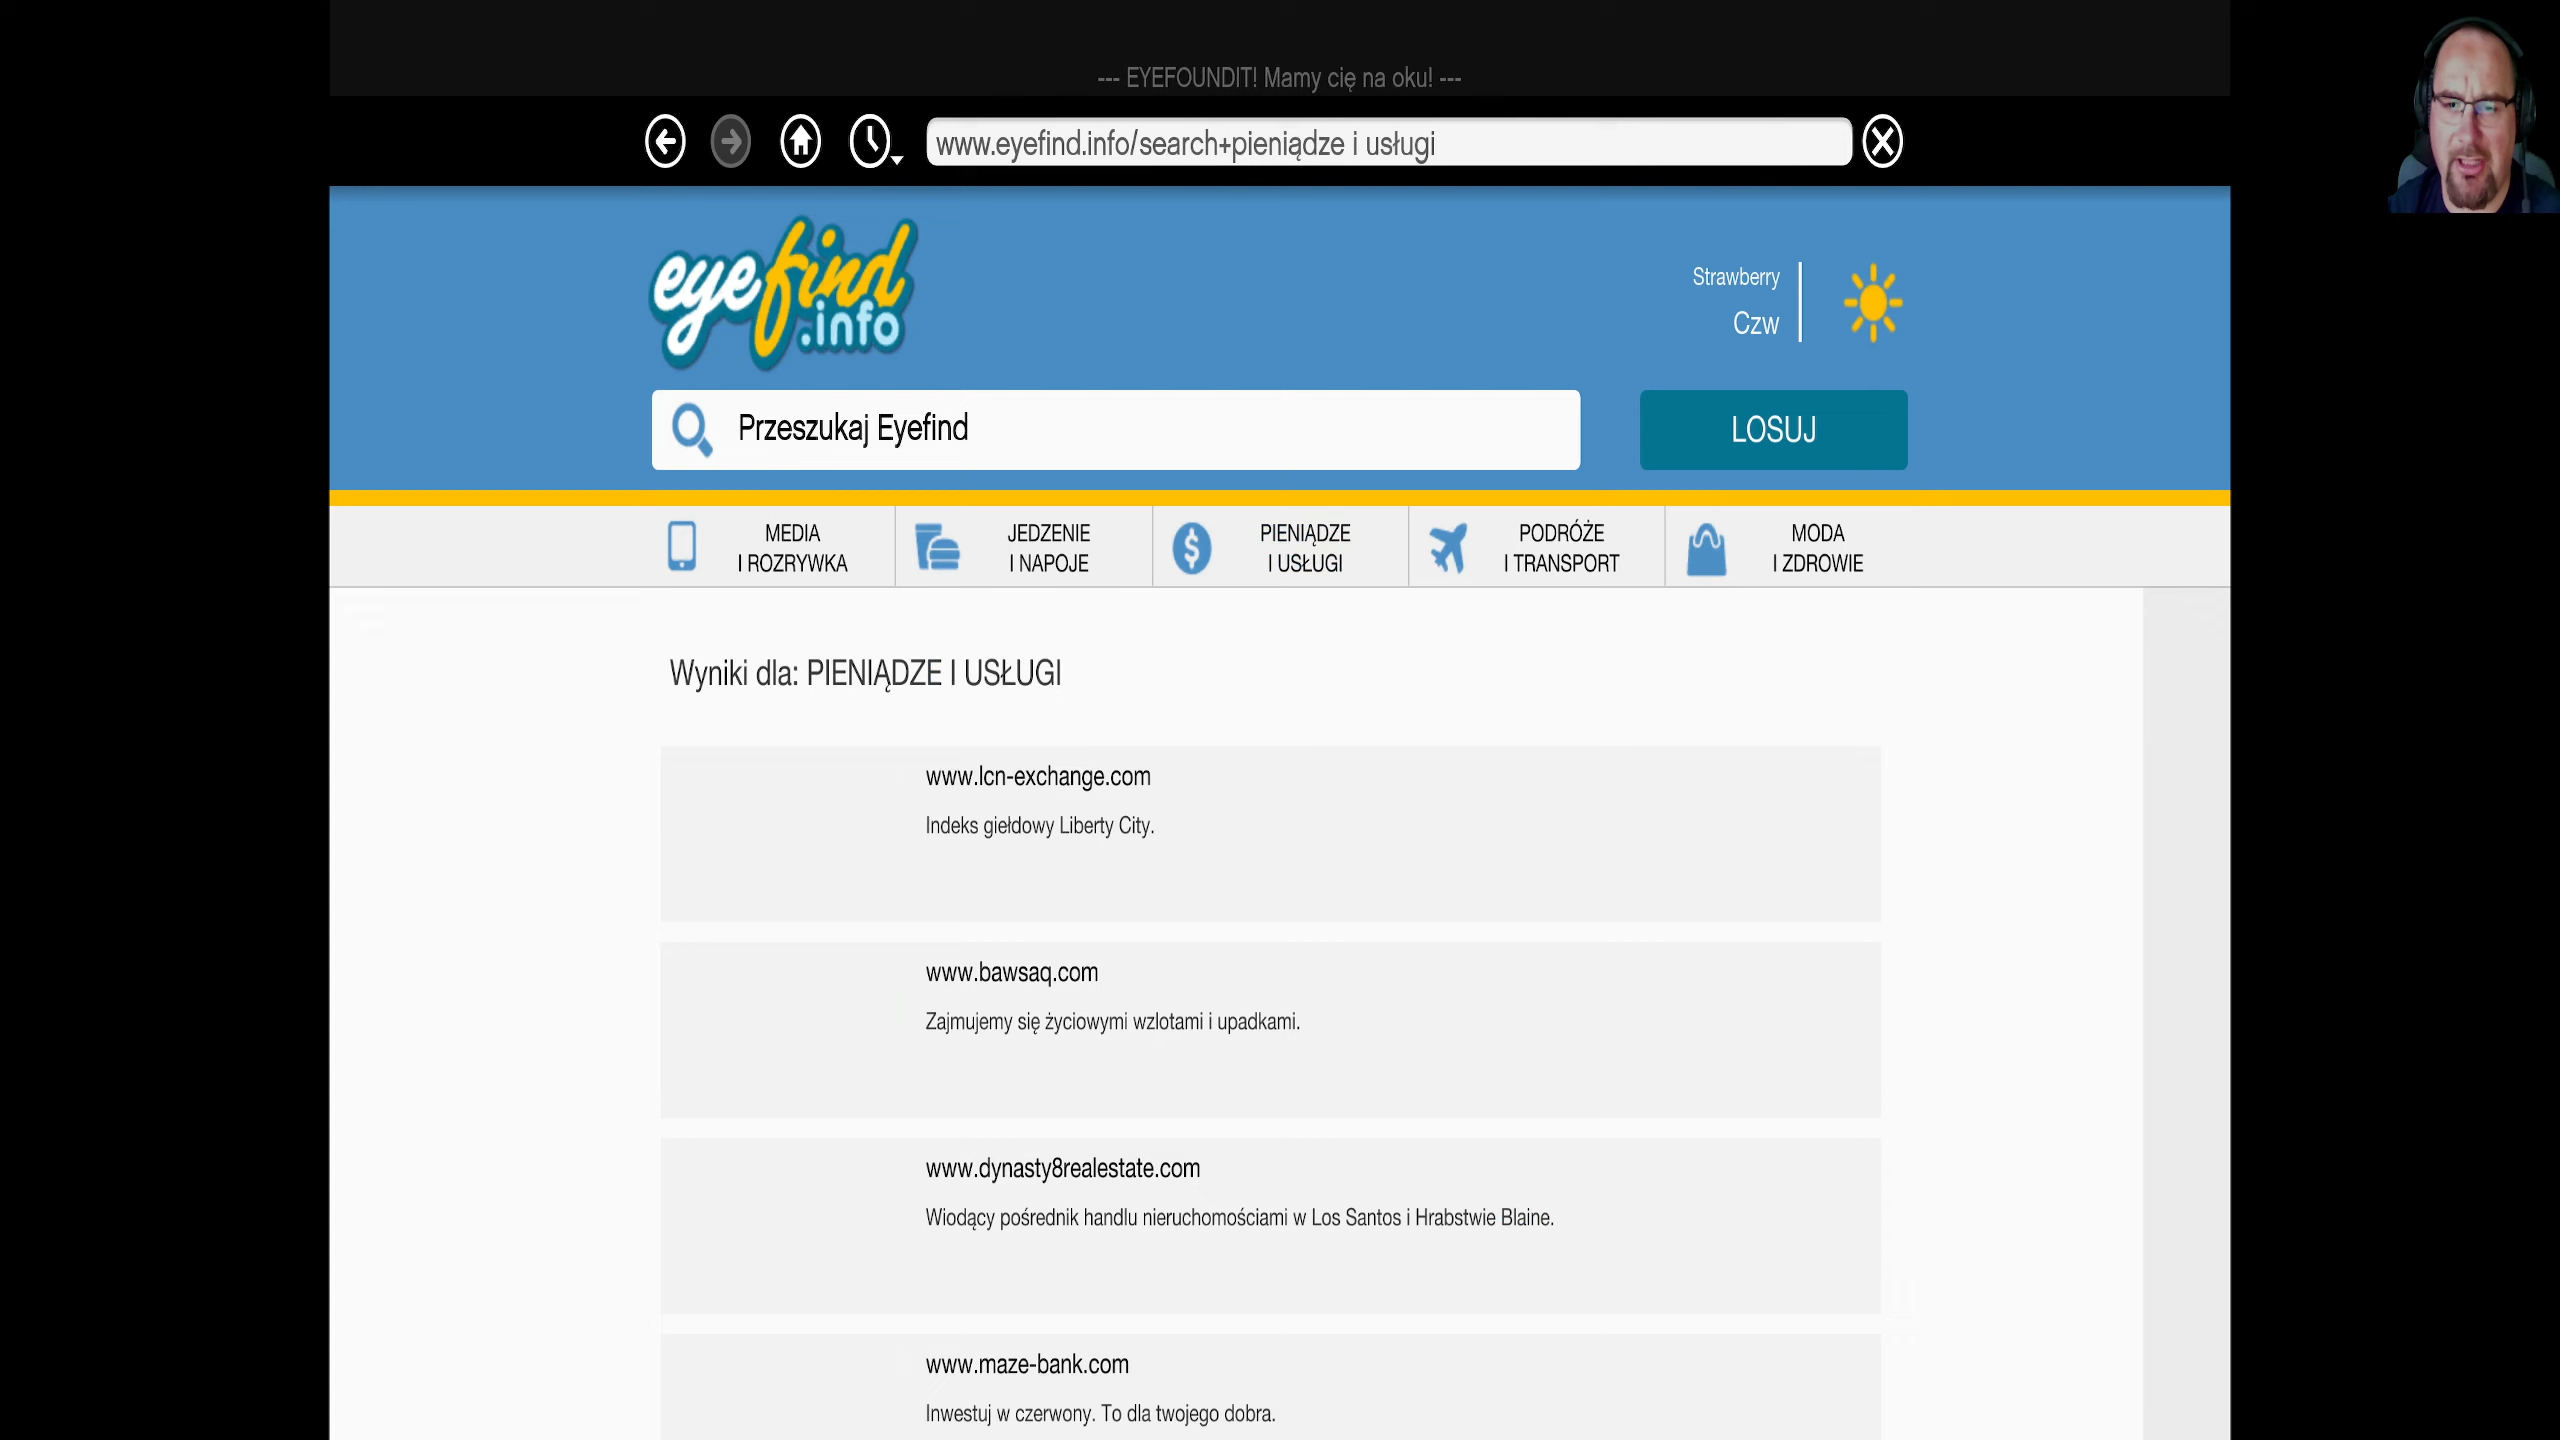 --- EYEFOUNDIT! Mamy cię na oku! ---
www.eyefind.info/search+pieniądze i usługi
eyefind
.info
Strawberry
Czw
Przeszukaj Eyefind
LOSUJ
MEDIA
I ROZRYWKA
JEDZENIE
I NAPOJE
PIENIĄDZE
I USŁUGI
PODRÓŻE
I TRANSPORT
MODA
I ZDROWIE
Wyniki dla: PIENIĄDZE I USŁUGI
www.lcn-exchange.com
Indeks giełdowy Liberty City.
www.bawsaq.com
Zajmujemy się życiowymi wzlotami i upadkami.
www.dynasty8realestate.com
Wiodący pośrednik handlu nieruchomościami w Los Santos i Hrabstwie Blaine.
www.maze-bank.com
Inwestuj w czerwony. To dla twojego dobra.